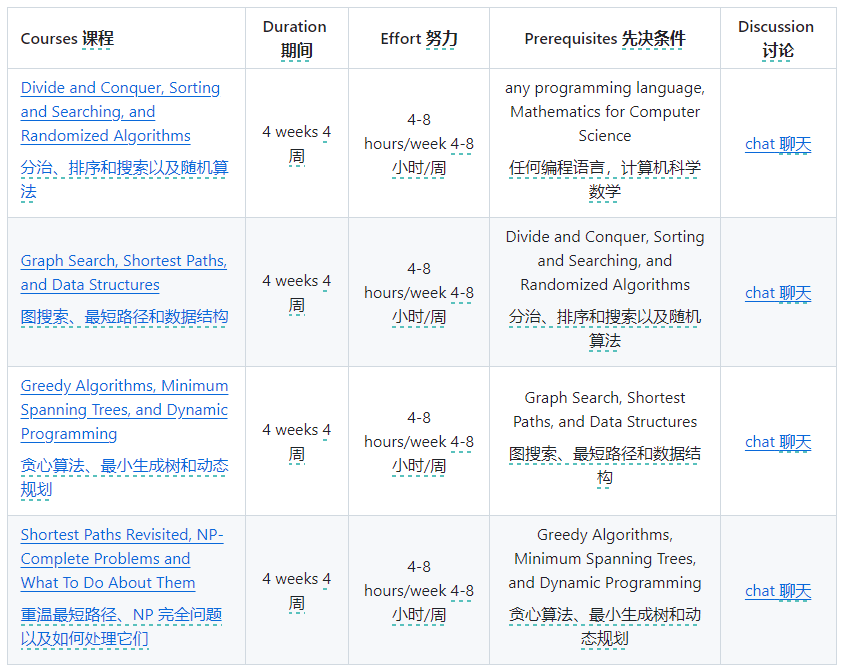 Courses 课程
Duration
期间
Effort 努力
Prerequisites 先决条件
Discussion
讨论
Divide and Conquer, Sorting
and Searching, and
Randomized Algorithms
分治、排序和搜索以及随机算
法
4 weeks 4
周
4-8
hours/week 4-8
小时/周
any programming language,
Mathematics for Computer
Science
任何编程语言，计算机科学
数学
chat 聊天
Graph Search, Shortest Paths,
and Data Structures
图搜索、最短路径和数据结构
4 weeks 4
周
4-8
hours/week 4-8
小时/周
Divide and Conquer, Sorting
and Searching, and
Randomized Algorithms
分治、排序和搜索以及随机
算法
chat 聊天
Greedy Algorithms, Minimum
Spanning Trees, and Dynamic
Programming
贪心算法、最小生成树和动态
规划
4 weeks 4
周
4-8
hours/week 4-8
小时/周
Graph Search, Shortest
Paths, and Data Structures
图搜索、最短路径和数据结
构
chat 聊天
Shortest Paths Revisited, NP-
Complete Problems and
What To Do About Them
重温最短路径、NP 完全问题
以及如何处理它们
4 weeks 4
周
4-8
hours/week 4-8
小时/周
Greedy Algorithms,
Minimum Spanning Trees,
and Dynamic Programming
贪心算法、最小生成树和动
态规划
chat 聊天